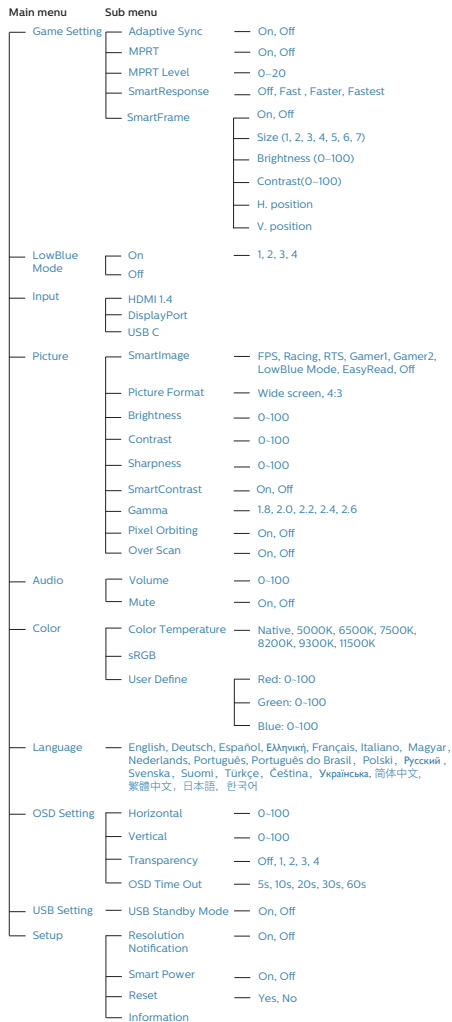 Main menu Sub menu
Game Setting Adaptive Sync On, Off
MPRT On, Off
MPRT Level 0–20
SmartResponse Off, Fast , Faster, Fastest
SmartFrame On, Off
Size (1, 2, 3, 4, 5, 6, 7)
Brightness (0–100)
Contrast(0–100)
H. position
V. position
LowBlue On 1, 2, 3, 4
Mode Off
Input HDMI 1.4
DisplayPort
USB C
Picture SmartImage FPS, Racing, RTS, Gamer1, Gamer2,
LowBlue Mode, EasyRead, Off
Picture Format Wide screen, 4:3
Brightness 0~100
Contrast 0~100
Sharpness 0~100
SmartContrast On, Off
Gamma 1.8, 2.0, 2.2, 2.4, 2.6
Pixel Orbiting On, Off
Over Scan On, Off
Audio Volume 0~100
Mute On, Off
Color Color Temperature Native, 5000K, 6500K, 7500K,
8200K, 9300K, 11500K
sRGB
User Define Red: 0~100
Green: 0~100
Blue: 0~100
Language English, Deutsch, Español, Ελληνική, Français, Italiano, Magyar,
Nederlands, Português, Português do Brasil, Polski, Русский ,
Svenska, Suomi, Türkçe, Čeština, Українська, 简体中文,
繁體中文, 日本語, 한국어
OSD Setting Horizontal 0~100
Vertical 0~100
Transparency Off, 1, 2, 3, 4
OSD Time Out 5s, 10s, 20s, 30s, 60s
USB Setting USB Standby Mode On, Off
Setup Resolution On, Off
Notification
Smart Power On, Off
Reset Yes, No
Information